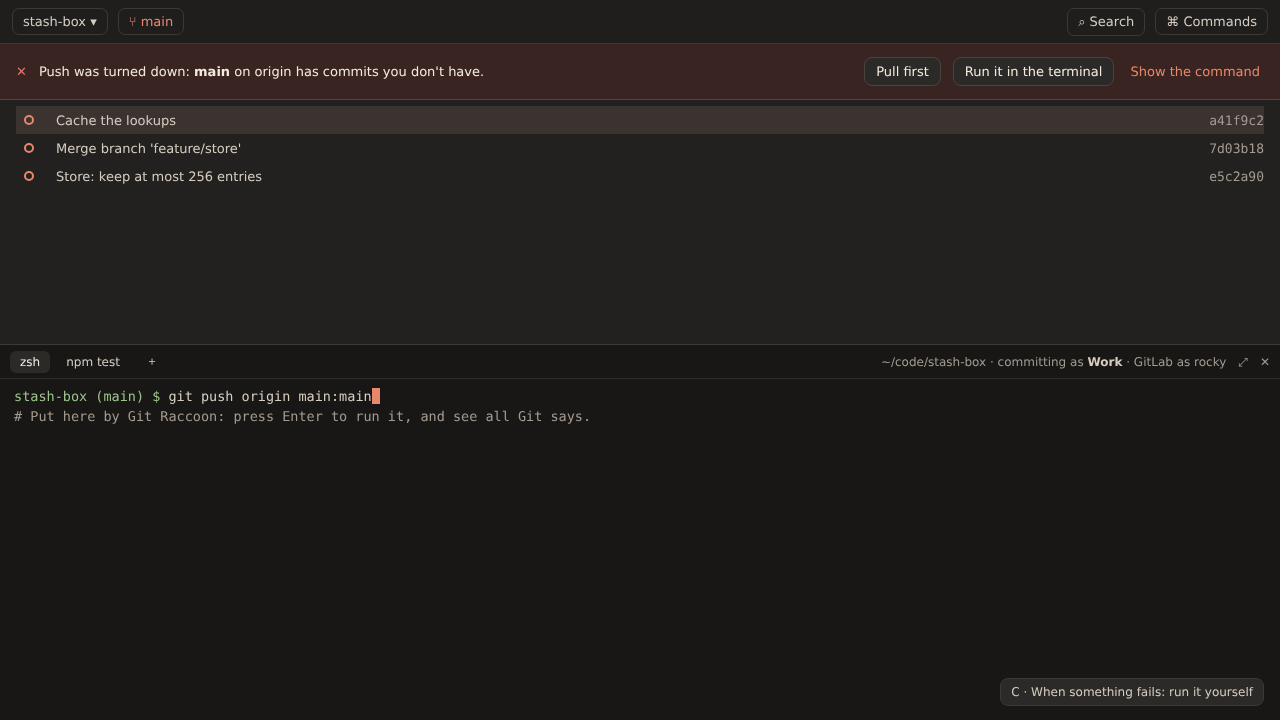 stash-box ▾
⑂ main
⌕ Search
⌘ Commands
✕ Push was turned down: main on origin has commits you don't have.
Pull first
Run it in the terminal
Show the command
Cache the lookups a41f9c2
Merge branch 'feature/store' 7d03b18
Store: keep at most 256 entries e5c2a90
zsh
npm test
+
~/code/stash-box · committing as Work · GitLab as rocky ⤢ ✕
stash-box (main) $ git push origin main:main
# Put here by Git Raccoon: press Enter to run it, and see all Git says.
C · When something fails: run it yourself